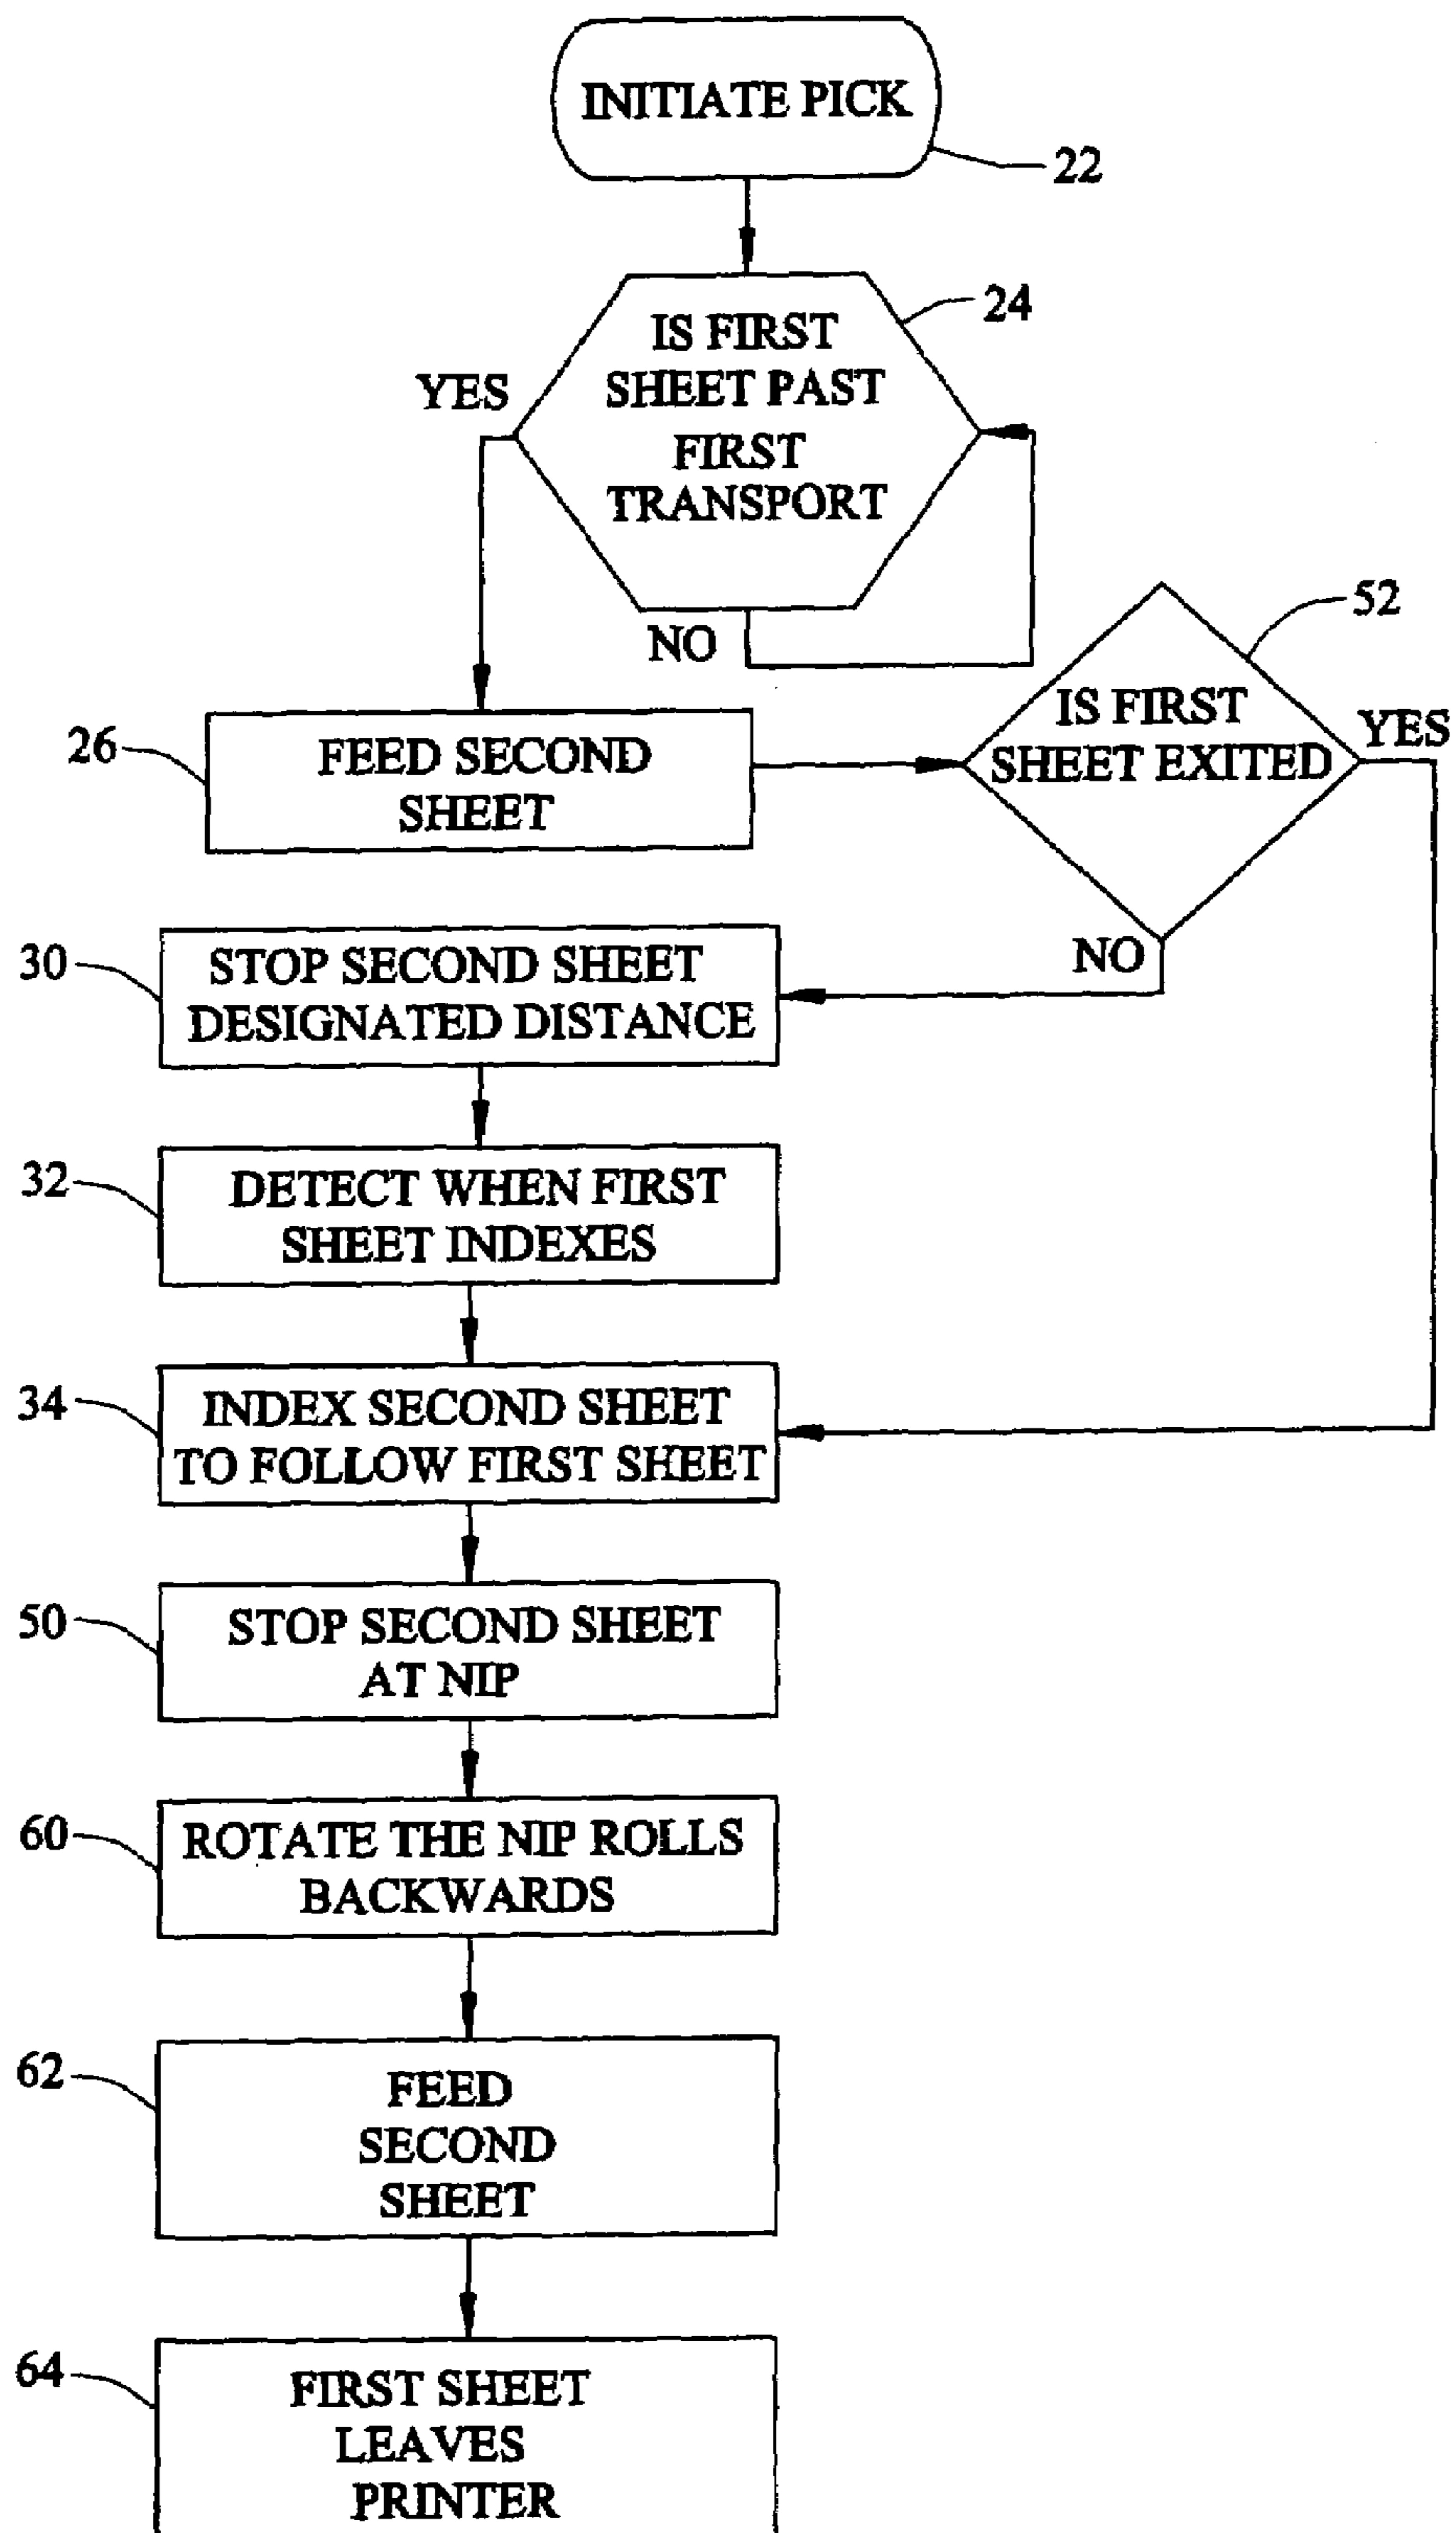 INITIATE PICK
22
IS FIRST
SHEET PAST
FIRST
TRANSPORT
24
YES
NO
52
IS FIRST
SHEET EXITED
YES
NO
26
FEED SECOND
SHEET
30
STOP SECOND SHEET
DESIGNATED DISTANCE
32
DETECT WHEN FIRST
SHEET INDEXES
34
INDEX SECOND SHEET
TO FOLLOW FIRST SHEET
50
STOP SECOND SHEET
AT NIP
60
ROTATE THE NIP ROLLS
BACKWARDS
62
FEED
SECOND
SHEET
64
FIRST SHEET
LEAVES
PRINTER